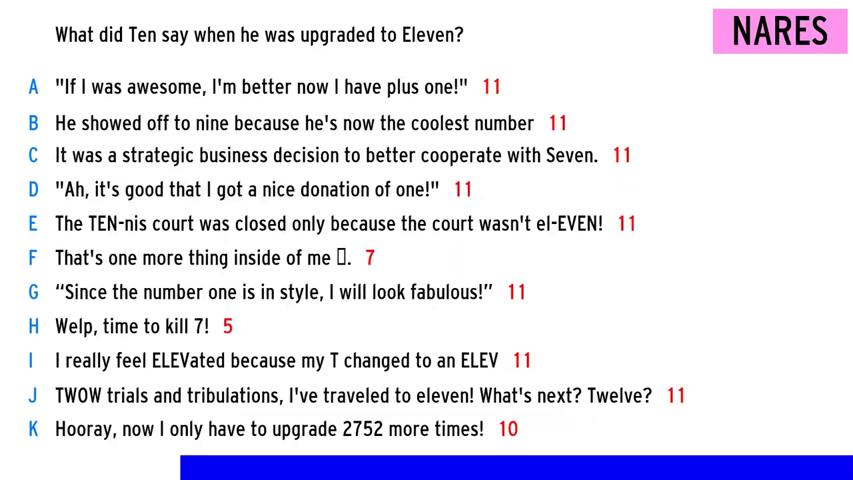 What did Ten say when he was upgraded to Eleven?
NARES
A "If I was awesome, I'm better now I have plus one!" 11
B He showed off to nine because he's now the coolest number 11
C It was a strategic business decision to better cooperate with Seven. 11
D "Ah, it's good that I got a nice donation of one!" 11
E The TEN-nis court was closed only because the court wasn't el-EVEN! 11
F That's one more thing inside of me ▯. 7
G “Since the number one is in style, I will look fabulous!” 11
H Welp, time to kill 7! 5
I I really feel ELEVated because my T changed to an ELEV 11
J TWOW trials and tribulations, I've traveled to eleven! What's next? Twelve? 11
K Hooray, now I only have to upgrade 2752 more times! 10